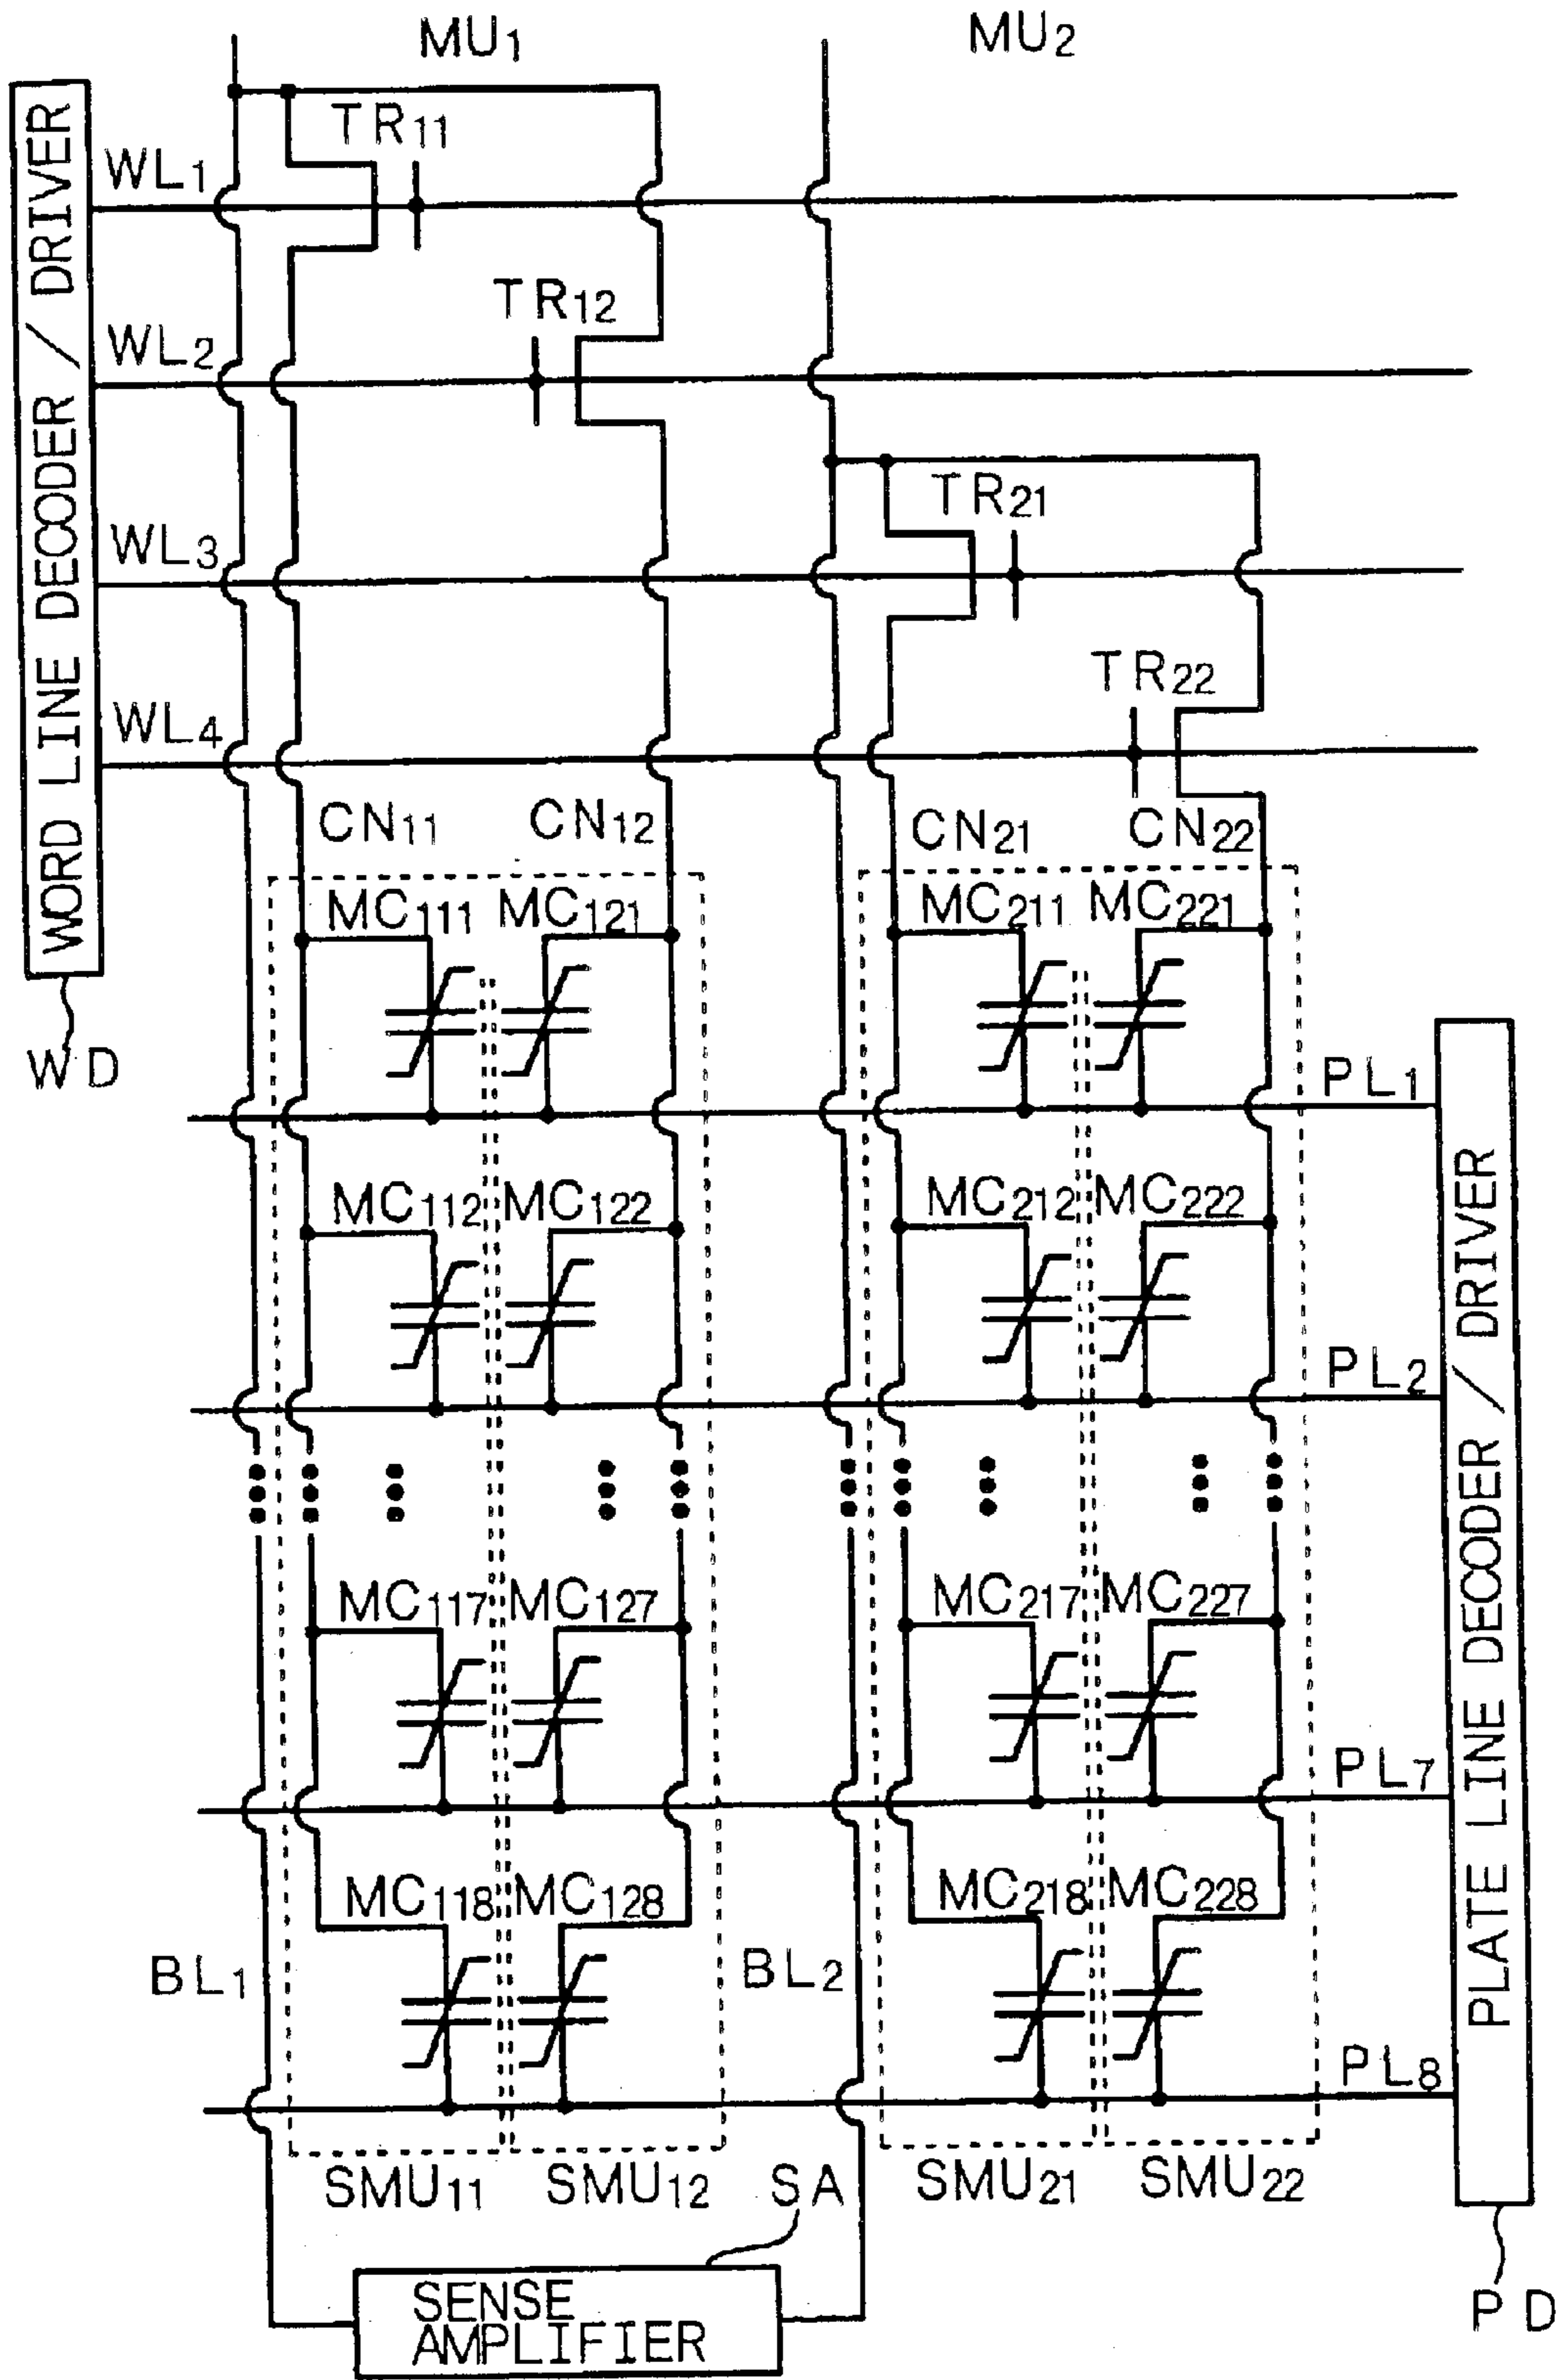 MU1 MU2
TR11
WL1
TR12
WL2
TR21
WL3
TR22
WL4
WORD LINE DECODER / DRIVER
CN11 CN12 CN21 CN22
MC111 MC121 MC211 MC221
WD
PL1
MC112 MC122 MC212 MC222
PL2
PLATE LINE DECODER / DRIVER
MC117 MC127 MC217 MC227
PL7
MC118 MC128 MC218 MC228
BL1 BL2
PL8
SMU11 SMU12 SA SMU21 SMU22
SENSE
AMPLIFIER
PD